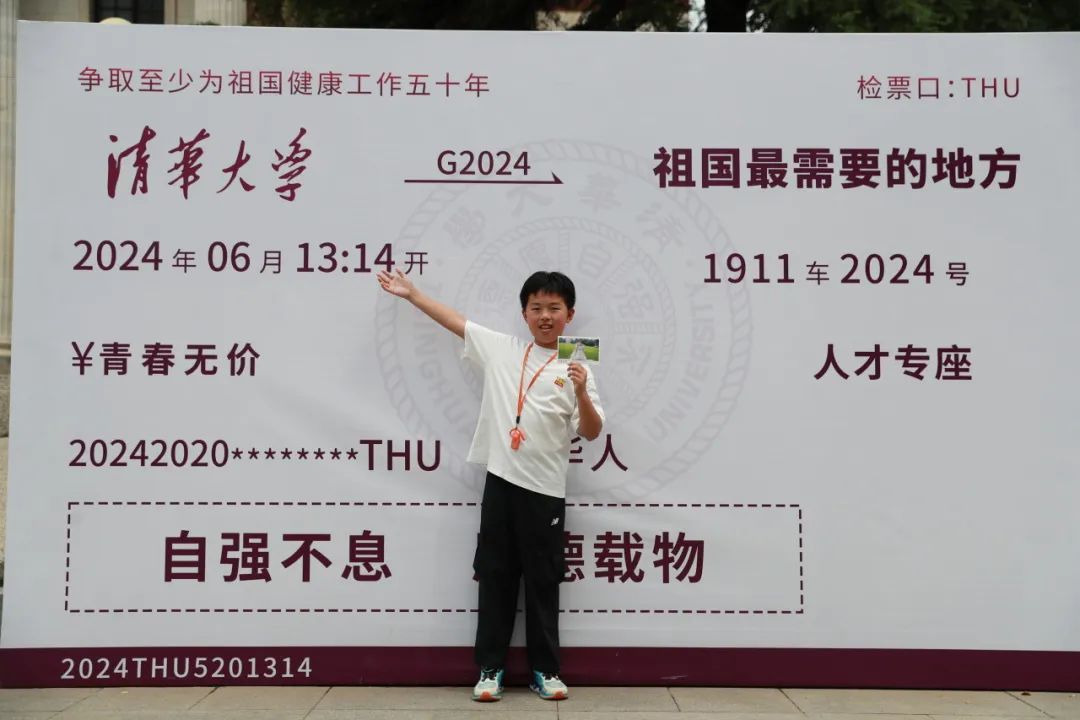 争取至少为祖国健康工作五十年
检票口:THU
清華大学
G2024
祖国最需要的地方
2024年06月13:14开
1911车2024号
¥青春无价
人才专座
20242020********THU 华人
自强不息 德载物
2024THU5201314